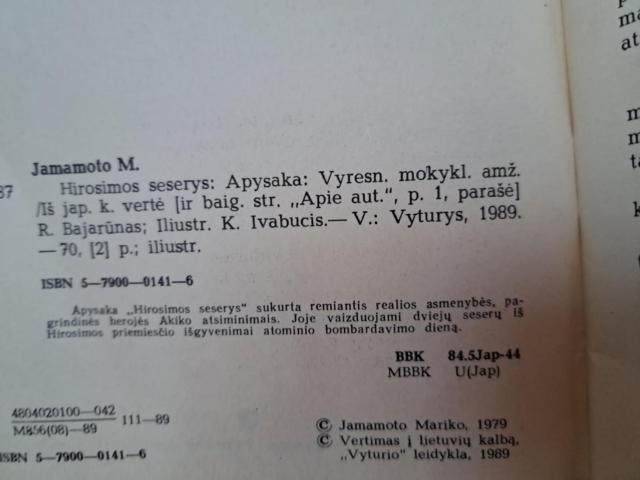 Jamamoto M.
Hirosimos seserys: Apysaka: Vyresn. mokykl. amž.
/Iš jap. k. vertė [ir baig. str. „Apie aut.“, p. 1, parašė]
R. Bajarūnas; Iliustr. K. Ivabucis.— V.: Vyturys, 1989.
— 70, [2] p.; iliustr.
ISBN 5—7900—0141—6
Apysaka „Hirosimos seserys“ sukurta remiantis realios asmenybės, pa-
grindinės herojės Akiko atsiminimais. Joje vaizduojami dviejų seserų iš
Hirosimos priemiesčio išgyvenimai atominio bombardavimo dieną.
BBK 84.5Jap-44
MBBK U(Jap)
4804020100—042
M856(08)—89
111—89
ISBN 5—7900—0141—6
© Jamamoto Mariko, 1979
© Vertimas į lietuvių kalbą,
„Vyturio“ leidykla, 1989